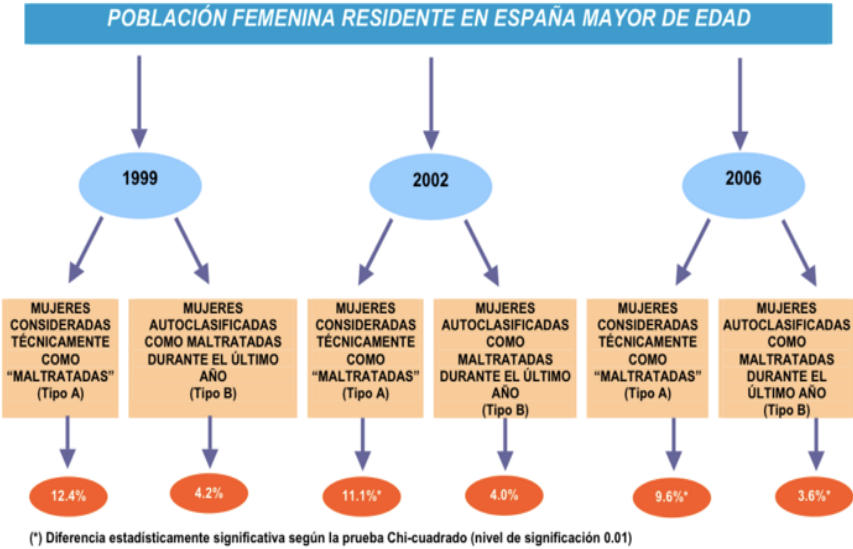 POBLACIÓN FEMENINA RESIDENTE EN ESPAÑA MAYOR DE EDAD
1999
2002
2006
MUJERES
CONSIDERADAS
TÉCNICAMENTE
COMO
“MALTRATADAS”
(Tipo A)
MUJERES
AUTOCLASIFICADAS
COMO MALTRATADAS
DURANTE EL ÚLTIMO
AÑO
(Tipo B)
MUJERES
CONSIDERADAS
TÉCNICAMENTE
COMO
“MALTRATADAS”
(Tipo A)
MUJERES
AUTOCLASIFICADAS
COMO
MALTRATADAS
DURANTE EL ÚLTIMO
AÑO
(Tipo B)
MUJERES
CONSIDERADAS
TÉCNICAMENTE
COMO
“MALTRATADAS”
(Tipo A)
MUJERES
AUTOCLASIFICADAS
COMO
MALTRATADAS
DURANTE EL
ÚLTIMO AÑO
(Tipo B)
12.4%
4.2%
11.1%*
4.0%
9.6%*
3.6%*
(*) Diferencia estadísticamente significativa según la prueba Chi-cuadrado (nivel de significación 0.01)